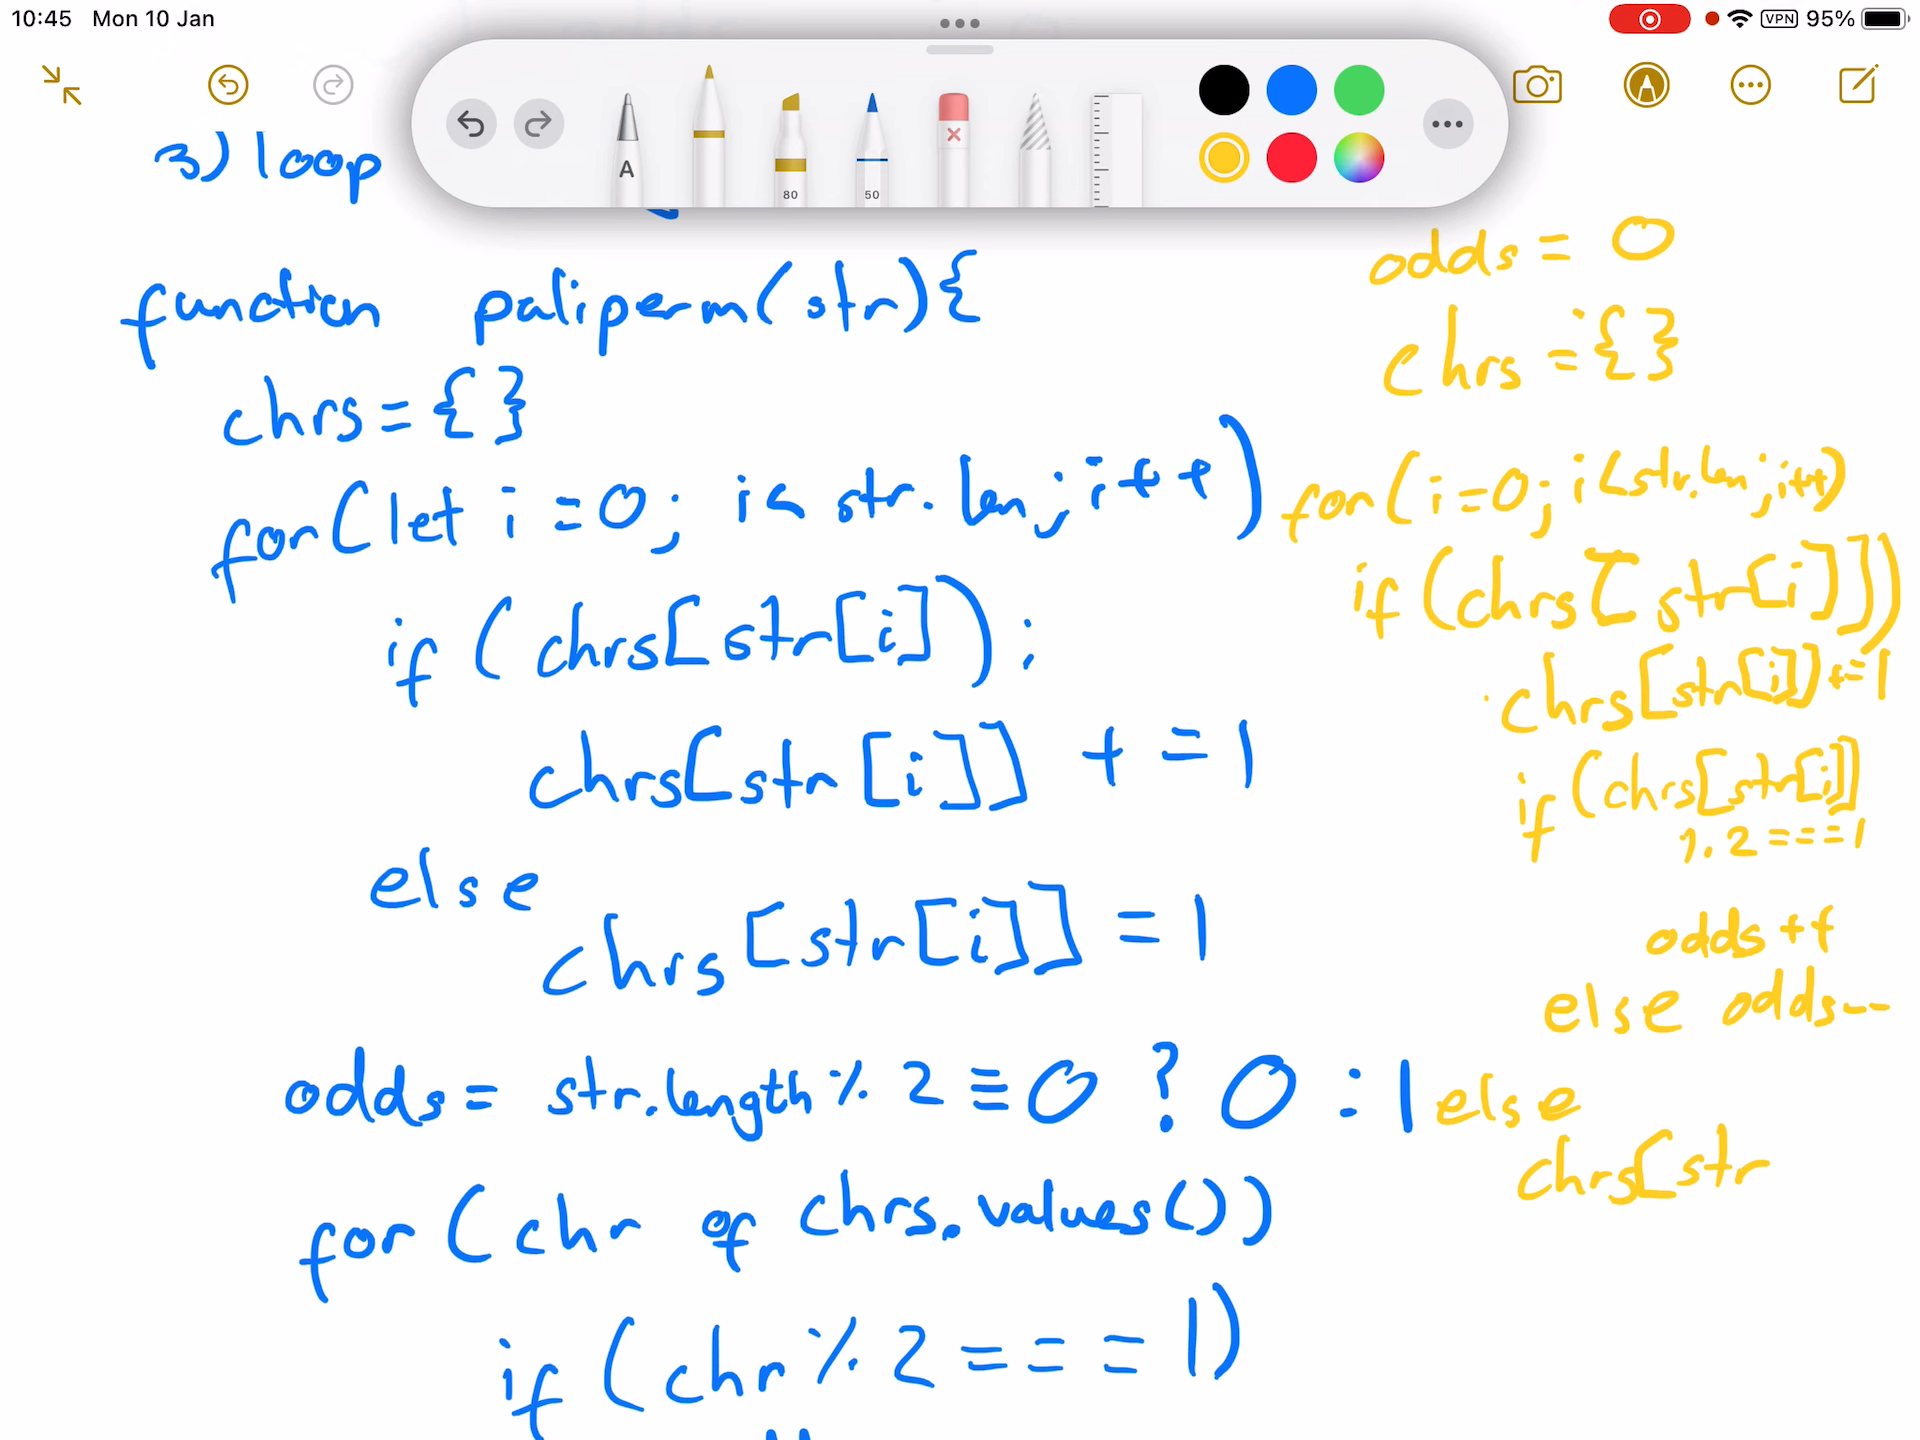 10:45 Mon 10 Jan
VPN 95%
A
80
50
3) loop
function paliperm(str){
chrs = { }
for(let i = 0; i < str.len; i++)
if (chrs[str[i]);
chrs[str[i]] += 1
else
chrs[str[i]] = 1
odds = str.length % 2 ≡ 0 ? 0 : 1
for (chr of chrs.values())
if (chr % 2 === 1)
odds = 0
chrs = { }
for(i=0; i<str.len; i++)
if (chrs[str[i]])
chrs[str[i]] += 1
if (chrs[str[i]]
% 2 === 1
odds++
else odds--
else
chrs[str